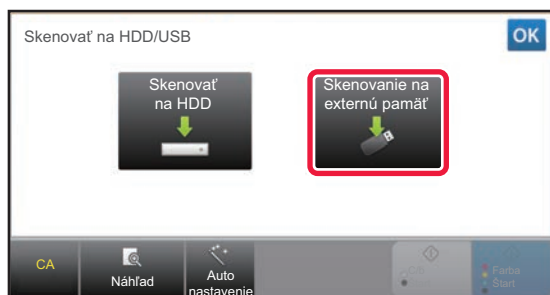 Skenovať na HDD/USB
OK
Skenovať
na HDD
Skenovanie na
externú pamäť
CA
Náhľad
Auto
nastavenie
Farba
Štart